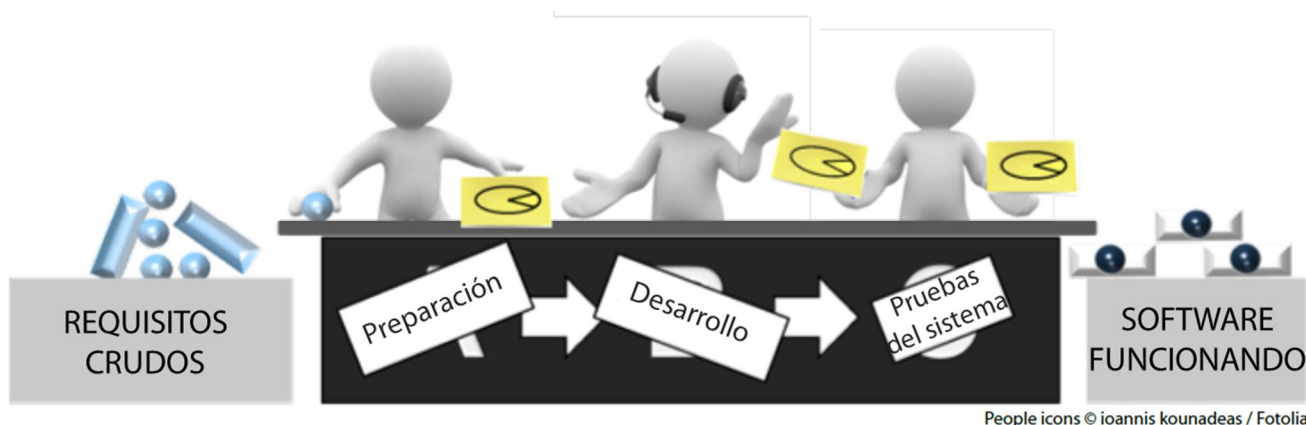 REQUISITOS
CRUDOS
Preparación
Desarrollo
Pruebas
del sistema
SOFTWARE
FUNCIONANDO
People icons © ioannis kounadeas / Fotolia